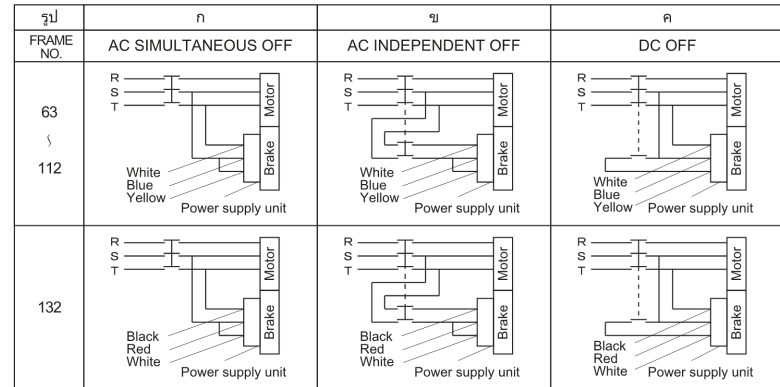 รูป ก ข ค
FRAME NO. AC SIMULTANEOUS OFF AC INDEPENDENT OFF DC OFF
63 ~ 112
R
S
T
Motor
Brake
White
Blue
Yellow
Power supply unit
R
S
T
Motor
Brake
White
Blue
Yellow
Power supply unit
R
S
T
Motor
Brake
White
Blue
Yellow
Power supply unit
132
R
S
T
Motor
Brake
Black
Red
White
Power supply unit
R
S
T
Motor
Brake
Black
Red
White
Power supply unit
R
S
T
Motor
Brake
Black
Red
White
Power supply unit